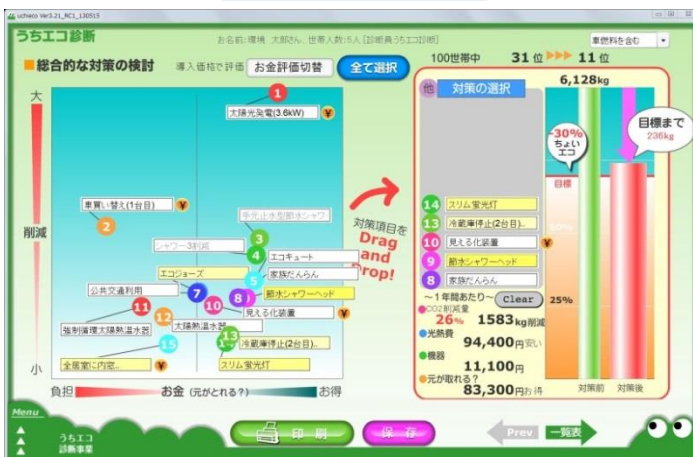 uchieco Ver3.21_RC1_130515
うちエコ診断
お名前:環境 太郎さん、世帯人数:5人 [診断員うちエコ診断]
車燃料を含む
■総合的な対策の検討
導入価格で評価
お金評価切替
全て選択
100世帯中
31 位
11 位
大
削減
小
1
太陽光発電(3.6kW)
¥
車買い替え(1台目)
¥
2
手元止水型節水シャワー
3
シャワー3割減
4
エコキュート
エコジョーズ
5
家族だんらん
公共交通利用
7
8
節水シャワーヘッド
11
10
見える化装置
¥
強制循環太陽熱温水器
12
太陽熱温水器
13
冷蔵庫停止(2台目)..
15
14
全居室に内窓..
¥
スリム蛍光灯
負担
お金 (元がとれる?)
お得
対策項目を
Drag
and
Drop!
他
対策の選択
14
スリム蛍光灯
13
冷蔵庫停止(2台目)..
10
見える化装置
¥
9
節水シャワーヘッド
8
家族だんらん
~1年間あたり~
Clear
CO2削減量
26%
1583kg削減
光熱費
94,400円安い
機器
11,100円
元が取れる?
83,300円お得
6,128kg
-30%
ちょい
エコ
目標
50%
25%
目標まで
236kg
対策前
対策後
Menu
うちエコ
診断事業
印刷
保存
Prev
一覧表